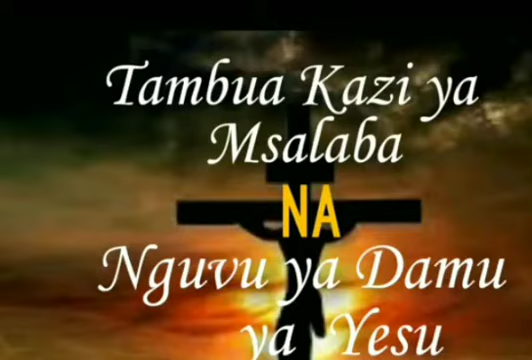 Tambua Kazi ya
Msalaba
NA
Nguvu ya Damu
ya Yesu